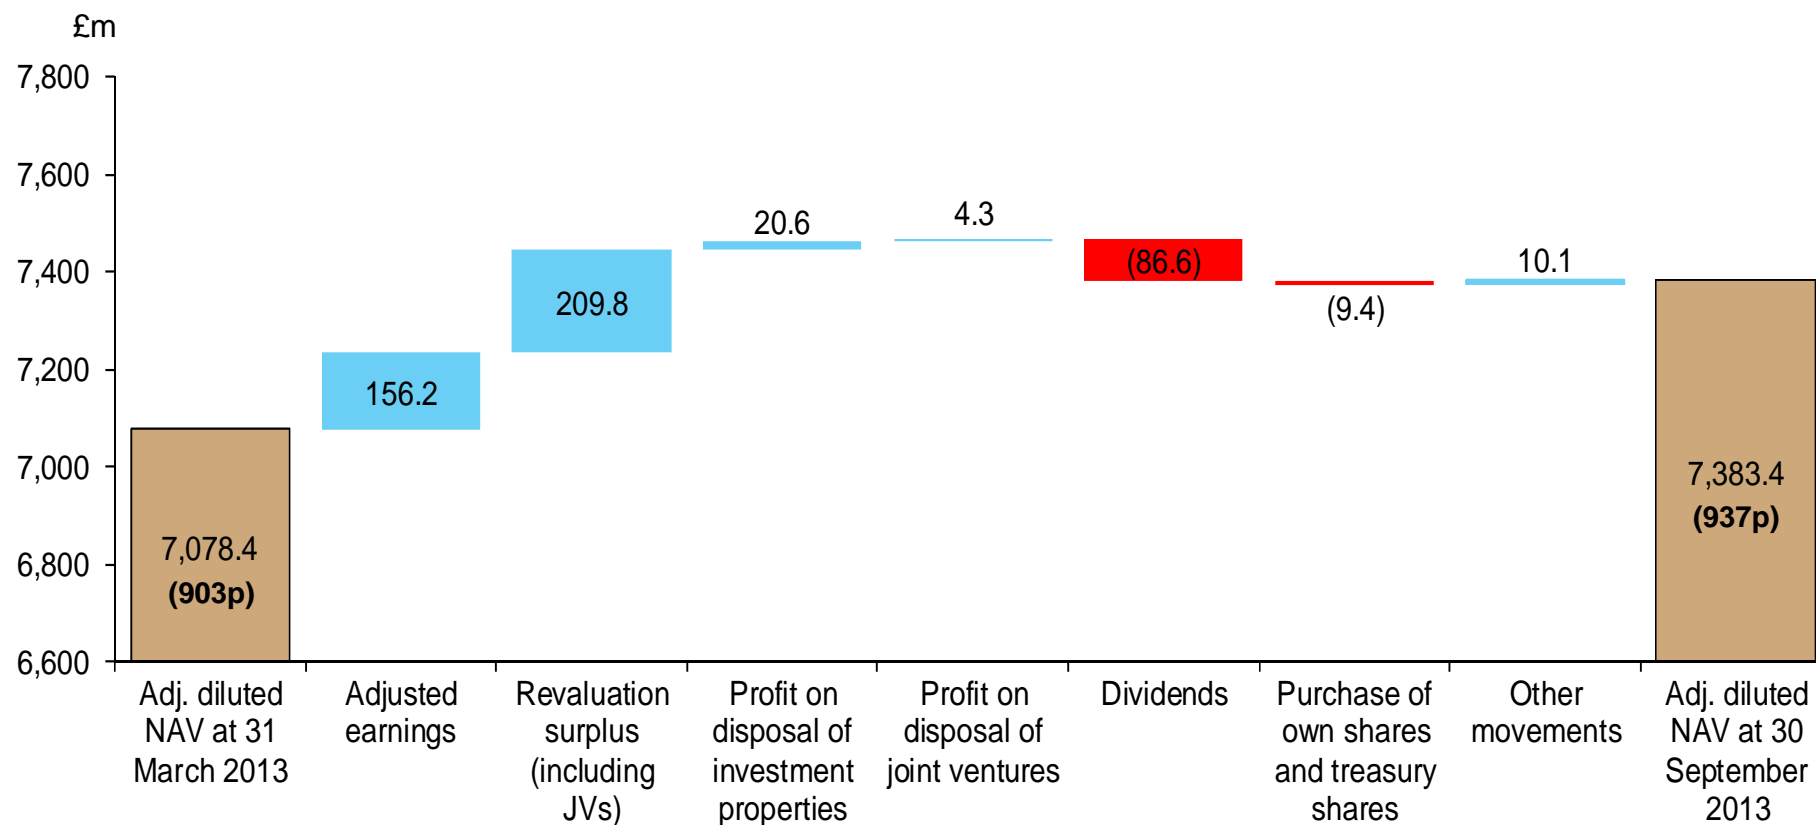 £m
7,800
7,600
7,400
7,200
7,000
6,800
6,600
7,078.4
(903p)
156.2
209.8
20.6
4.3
(86.6)
(9.4)
10.1
7,383.4
(937p)
Adj. diluted
NAV at 31
March 2013
Adjusted
earnings
Revaluation
surplus
(including
JVs)
Profit on
disposal of
investment
properties
Profit on
disposal of
joint ventures
Dividends
Purchase of
own shares
and treasury
shares
Other
movements
Adj. diluted
NAV at 30
September
2013